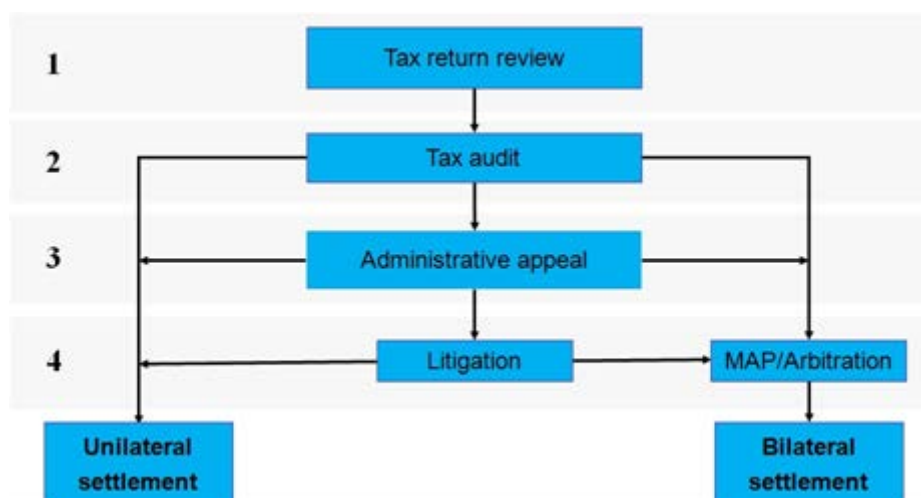 1
Tax return review
2
Tax audit
3
Administrative appeal
4
Litigation
MAP/Arbitration
Unilateral
settlement
Bilateral
settlement